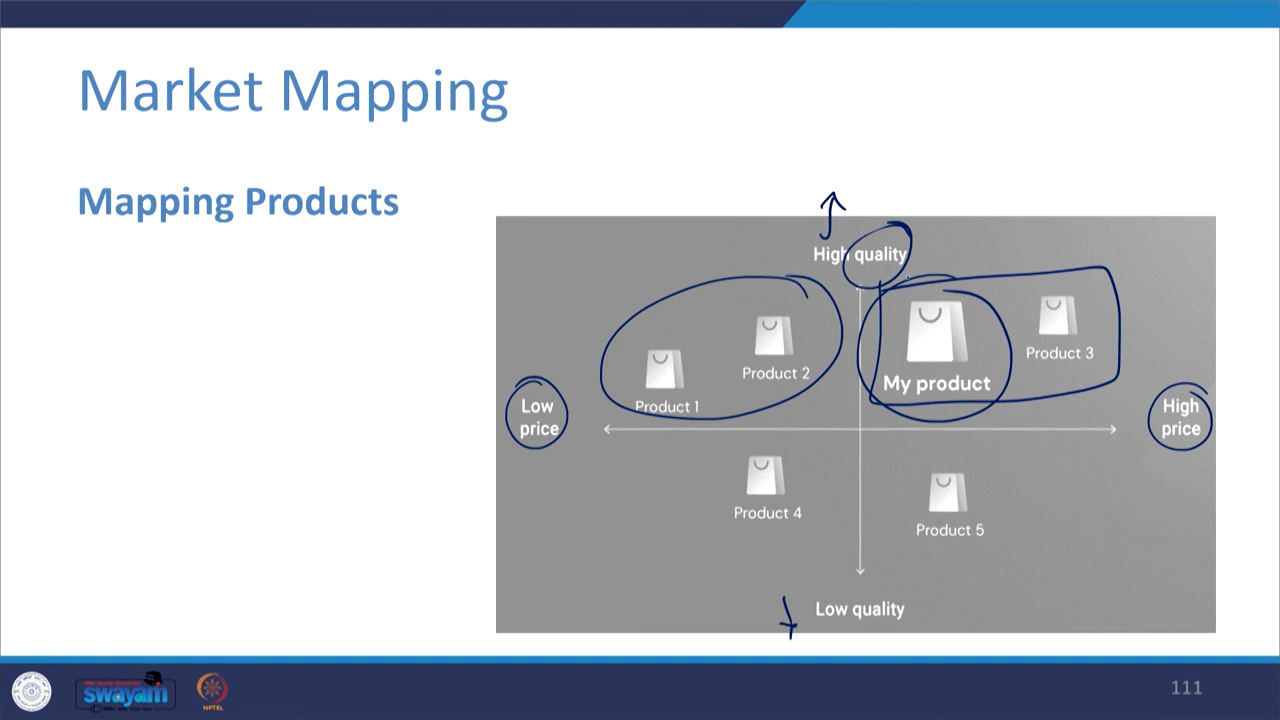 Market Mapping
Mapping Products
High quality
Product 2
Product 3
My product
Product 1
Low
price
High
price
Product 4
Product 5
Low quality
swayam
NPTEL
111